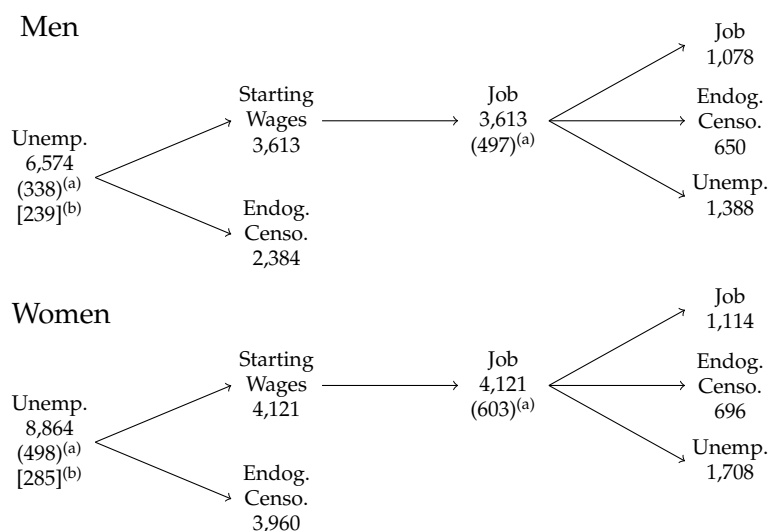 Men
Unemp.
6,574
(338)(a)
[239](b)
Starting
Wages
3,613
Endog.
Censo.
2,384
Job
3,613
(497)(a)
Job
1,078
Endog.
Censo.
650
Unemp.
1,388
Women
Unemp.
8,864
(498)(a)
[285](b)
Starting
Wages
4,121
Endog.
Censo.
3,960
Job
4,121
(603)(a)
Job
1,114
Endog.
Censo.
696
Unemp.
1,708